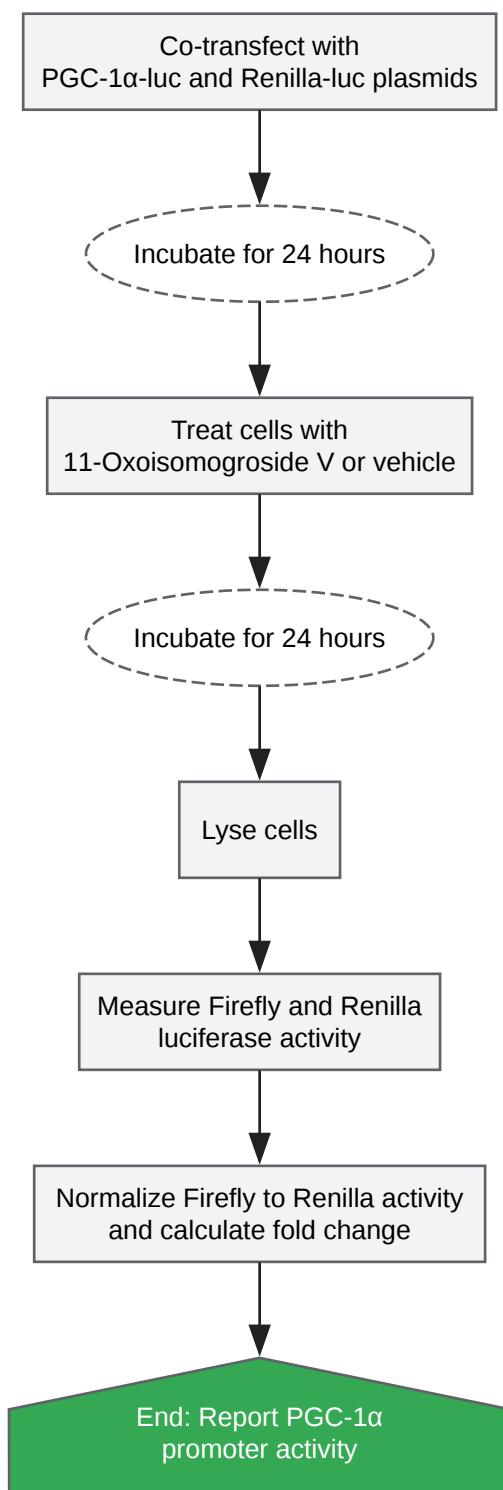 Co-transfect with
PGC-1α-luc and Renilla-luc plasmids
Incubate for 24 hours
Treat cells with
11-Oxoisomogroside V or vehicle
Incubate for 24 hours
Lyse cells
Measure Firefly and Renilla
luciferase activity
Normalize Firefly to Renilla activity
and calculate fold change
End: Report PGC-1α
promoter activity